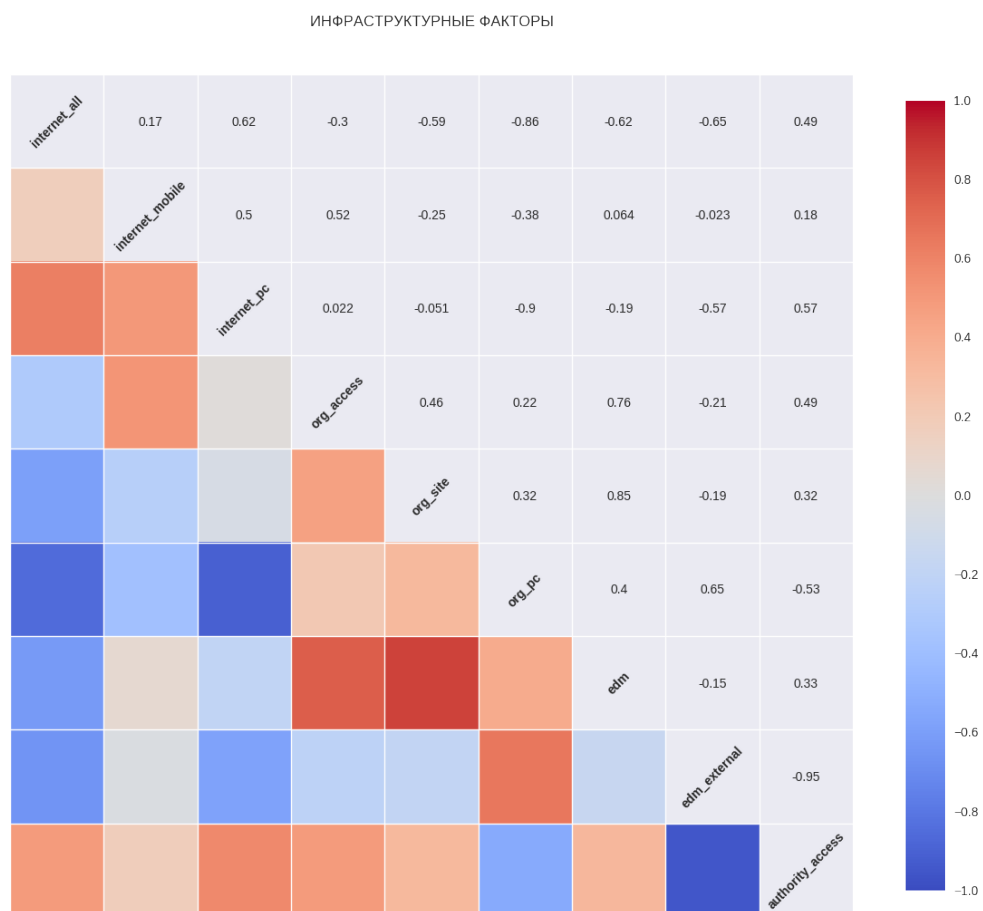 ИНФРАСТРУКТУРНЫЕ ФАКТОРЫ
internet_all 0.17 0.62 -0.3 -0.59 -0.86 -0.62 -0.65 0.49
internet_mobile 0.5 0.52 -0.25 -0.38 0.064 -0.023 0.18
internet_pc 0.022 -0.051 -0.9 -0.19 -0.57 0.57
org_access 0.46 0.22 0.76 -0.21 0.49
org_site 0.32 0.85 -0.19 0.32
org_pc 0.4 0.65 -0.53
edm -0.15 0.33
edm_external -0.95
authority_access
1.0
0.8
0.6
0.4
0.2
0.0
−0.2
−0.4
−0.6
−0.8
−1.0